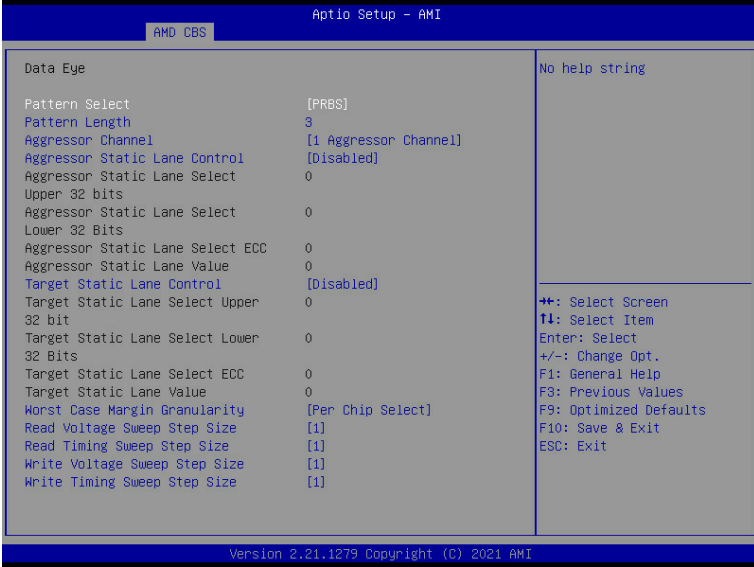 Aptio Setup – AMI
AMD CBS
Data Eye
No help string
Pattern Select [PRBS]
Pattern Length 3
Aggressor Channel [1 Aggressor Channel]
Aggressor Static Lane Control [Disabled]
Aggressor Static Lane Select 0
Upper 32 bits
Aggressor Static Lane Select 0
Lower 32 Bits
Aggressor Static Lane Select ECC 0
Aggressor Static Lane Value 0
Target Static Lane Control [Disabled]
Target Static Lane Select Upper 0
32 bit
Target Static Lane Select Lower 0
32 Bits
Target Static Lane Select ECC 0
Target Static Lane Value 0
Worst Case Margin Granularity [Per Chip Select]
Read Voltage Sweep Step Size [1]
Read Timing Sweep Step Size [1]
Write Voltage Sweep Step Size [1]
Write Timing Sweep Step Size [1]
→←: Select Screen
↑↓: Select Item
Enter: Select
+/-: Change Opt.
F1: General Help
F3: Previous Values
F9: Optimized Defaults
F10: Save & Exit
ESC: Exit
Version 2.21.1279 Copyright (C) 2021 AMI